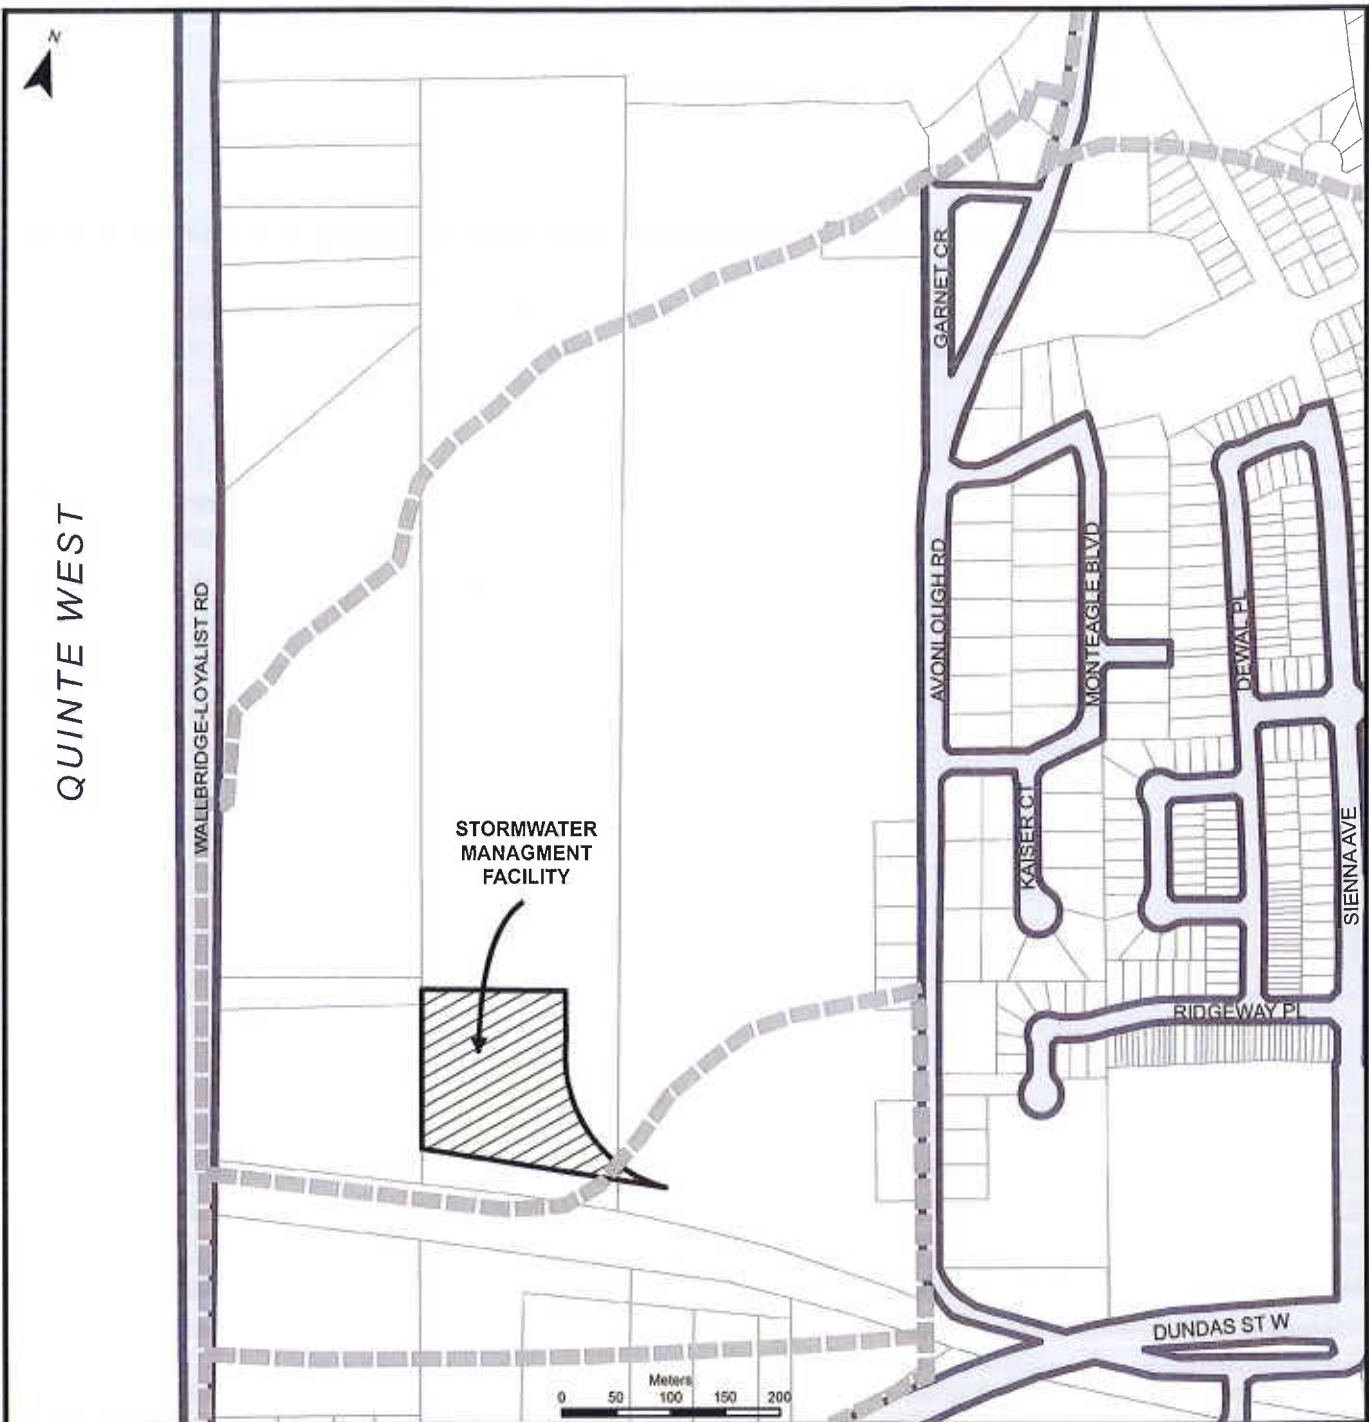 N
GARNET CR
QUINTE WEST
WALLBRIDGE-LOYALIST RD
AVONLOUGH RD
MONTEAGLE BLVD
DEWAL PL
STORMWATER
MANAGMENT
FACILITY
KAISER CT
SIENNA AVE
RIDGEWAY PL
DUNDAS ST W
Meters
0 50 100 150 200